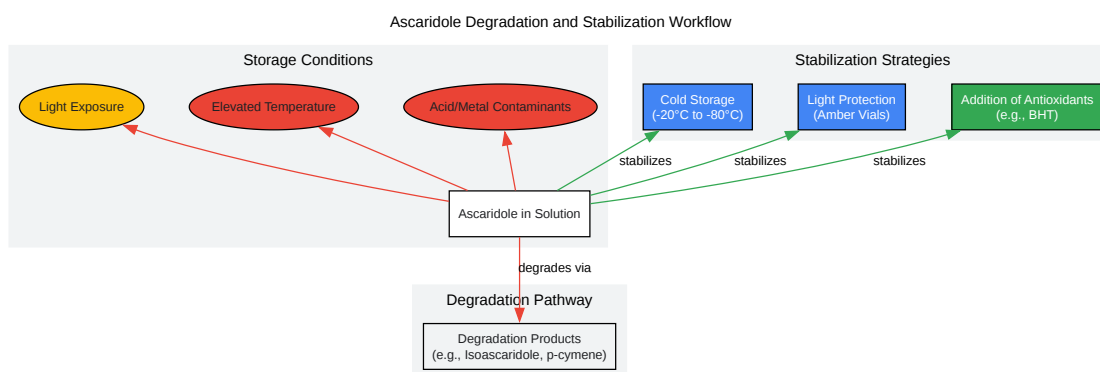 Ascaridole Degradation and Stabilization Workflow
Storage Conditions
Stabilization Strategies
Light Exposure
Elevated Temperature
Acid/Metal Contaminants
Cold Storage
(-20°C to -80°C)
Light Protection
(Amber Vials)
Addition of Antioxidants
(e.g., BHT)
stabilizes
stabilizes
stabilizes
Ascaridole in Solution
degrades via
Degradation Pathway
Degradation Products
(e.g., Isoascaridole, p-cymene)